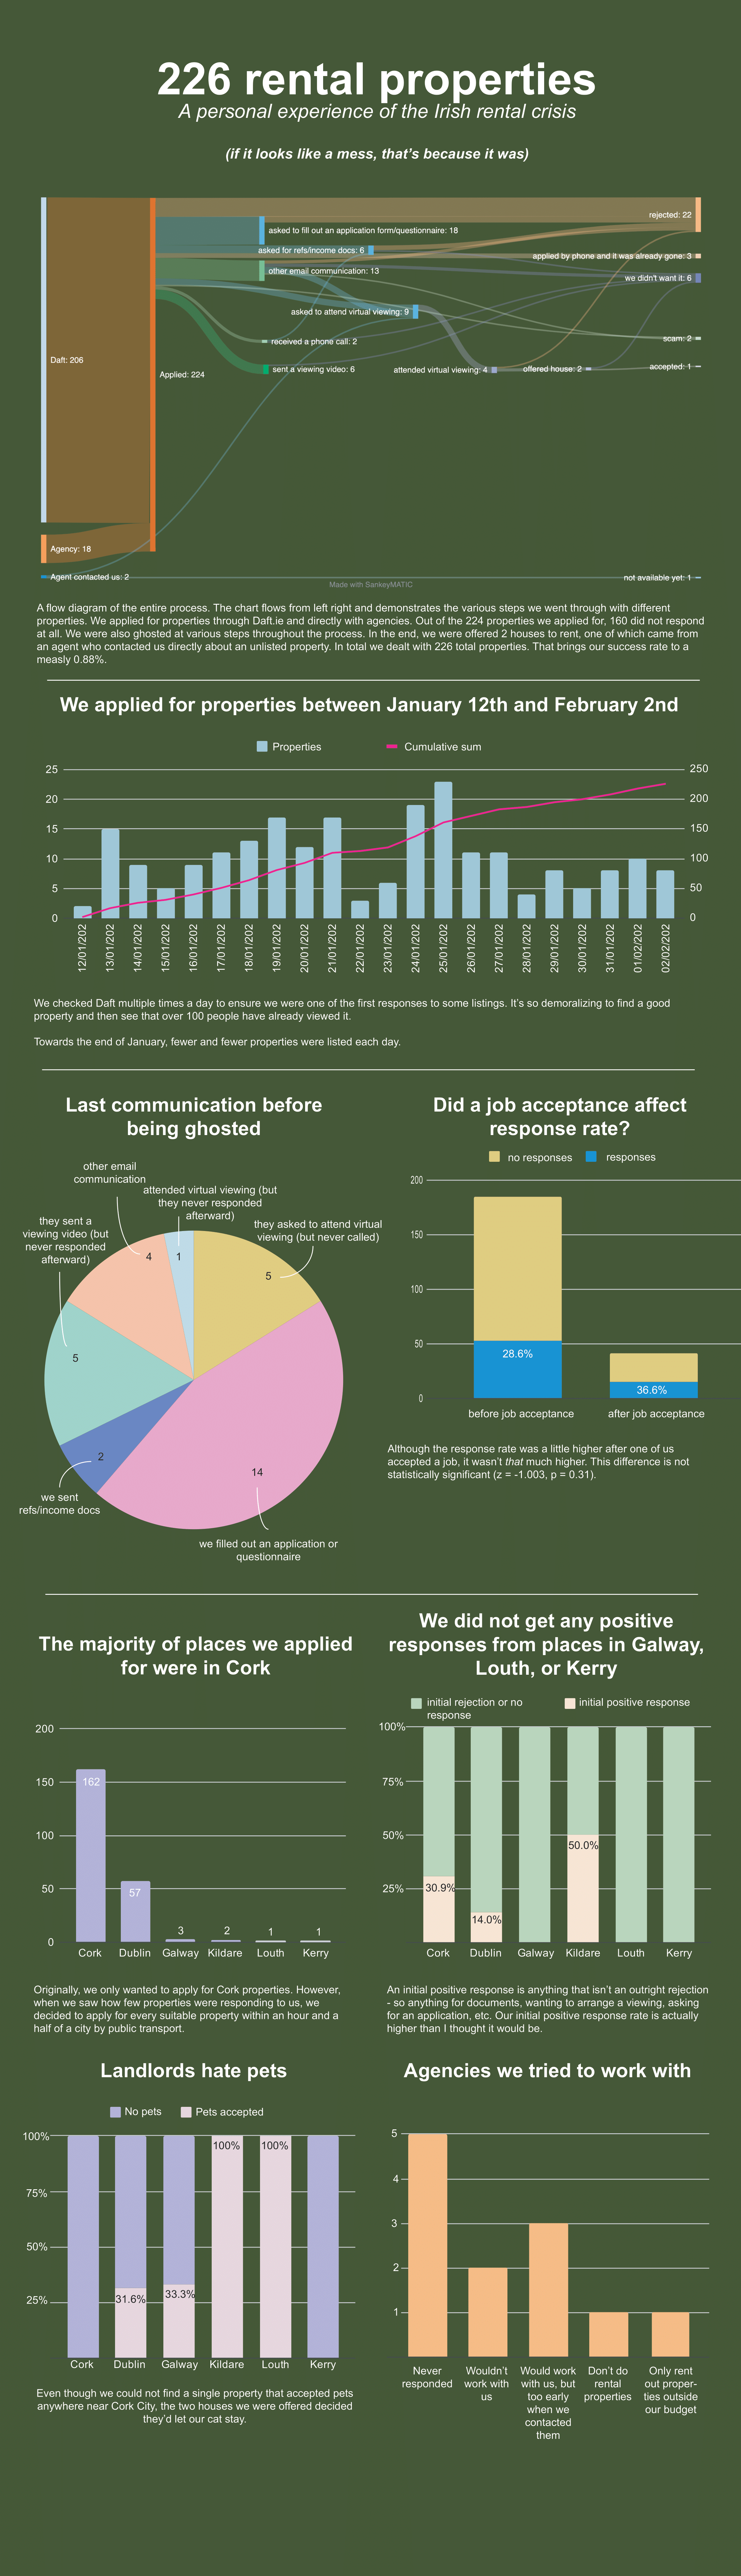 226 rental properties
A personal experience of the Irish rental crisis
(if it looks like a mess, that's because it was)
rejected: 22
asked to fill out an application form/questionnaire: 18
asked for refs/income docs: 6
applied by phone and it was already gone: 3
other email communication: 13
we didn't want it: 6
asked to attend virtual viewing: 9
received a phone call: 2
scam: 2
Daft: 206
sent a viewing video: 6
attended virtual viewing: 4
offered house: 2
accepted: 1
Applied: 224
Agency: 18
Agent contacted us: 2
not available yet: 1
Made with SankeyMATIC
A flow diagram of the entire process. The chart flows from left right and demonstrates the various steps we went through with different
properties. We applied for properties through Daft.ie and directly with agencies. Out of the 224 properties we applied for, 160 did not respond
at all. We were also ghosted at various steps throughout the process. In the end, we were offered 2 houses to rent, one of which came from
an agent who contacted us directly about an unlisted property. In total we dealt with 226 total properties. That brings our success rate to a
measly 0.88%.
We applied for properties between January 12th and February 2nd
Properties
Cumulative sum
25
20
15
10
5
0
250
200
150
100
50
0
12/01/202
13/01/202
14/01/202
15/01/202
16/01/202
17/01/202
18/01/202
19/01/202
20/01/202
21/01/202
22/01/202
23/01/202
24/01/202
25/01/202
26/01/202
27/01/202
28/01/202
29/01/202
30/01/202
31/01/202
01/02/202
02/02/202
We checked Daft multiple times a day to ensure we were one of the first responses to some listings. It's so demoralizing to find a good
property and then see that over 100 people have already viewed it.
Towards the end of January, fewer and fewer properties were listed each day.
Last communication before
being ghosted
other email
communication
attended virtual viewing (but
they never responded
afterward)
they sent a
viewing video (but
never responded
afterward)
they asked to attend virtual
viewing (but never called)
4
1
5
5
2
14
we sent
refs/income docs
we filled out an application or
questionnaire
Did a job acceptance affect
response rate?
no responses
responses
200
150
100
50
0
28.6%
36.6%
before job acceptance
after job acceptance
Although the response rate was a little higher after one of us
accepted a job, it wasn't that much higher. This difference is not
statistically significant (z = -1.003, p = 0.31).
The majority of places we applied
for were in Cork
200
150
100
50
0
162
57
3
2
1
1
Cork
Dublin
Galway
Kildare
Louth
Kerry
Originally, we only wanted to apply for Cork properties. However,
when we saw how few properties were responding to us, we
decided to apply for every suitable property within an hour and a
half of a city by public transport.
We did not get any positive
responses from places in Galway,
Louth, or Kerry
initial rejection or no
response
initial positive response
100%
75%
50%
25%
30.9%
14.0%
50.0%
Cork
Dublin
Galway
Kildare
Louth
Kerry
An initial positive response is anything that isn't an outright rejection
- so anything for documents, wanting to arrange a viewing, asking
for an application, etc. Our initial positive response rate is actually
higher than I thought it would be.
Landlords hate pets
No pets
Pets accepted
100%
75%
50%
25%
31.6%
33.3%
100%
100%
Cork
Dublin
Galway
Kildare
Louth
Kerry
Even though we could not find a single property that accepted pets
anywhere near Cork City, the two houses we were offered decided
they'd let our cat stay.
Agencies we tried to work with
5
4
3
2
1
Never
responded
Wouldn't
work with
us
Would work
with us, but
too early
when we
contacted
them
Don't do
rental
properties
Only rent
out proper-
ties outside
our budget